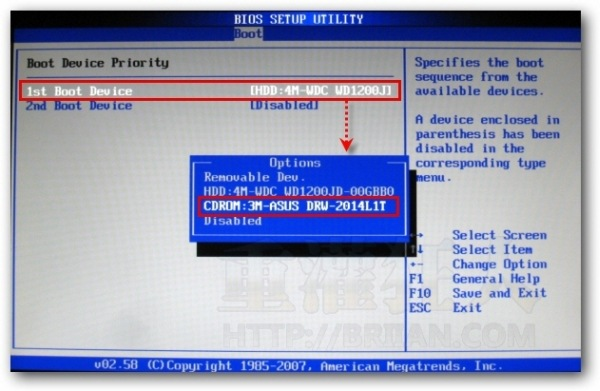 BIOS SETUP UTILITY
Boot
Boot Device Priority
1st Boot Device [HDD:4M-WDC WD1200J]
2nd Boot Device [Disabled]
Options
Removable Dev.
HDD:4M-WDC WD1200JD-00GBB0
CDROM:3M-ASUS DRW-2014L1T
Disabled
Specifies the boot
sequence from the
available devices.
A device enclosed in
parenthesis has been
disabled in the
corresponding type
menu.
↔ Select Screen
↑↓ Select Item
+- Change Option
F1 General Help
F10 Save and Exit
ESC Exit
重灌狂人
HTTP://BRIIAN.COM
v02.58 (C)Copyright 1985-2007, American Megatrends, Inc.